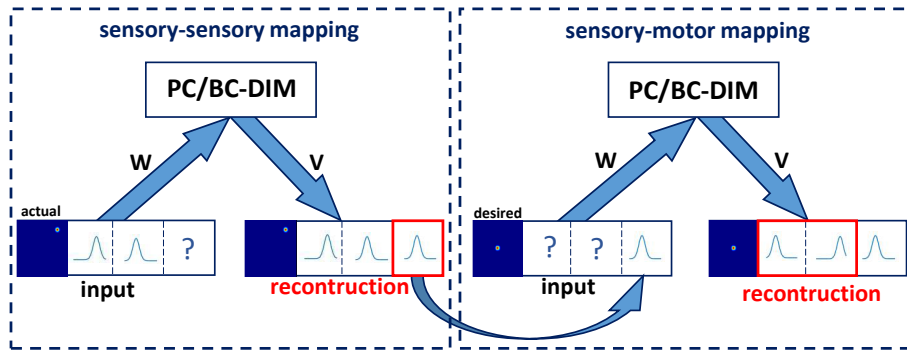 sensory-sensory mapping
PC/BC-DIM
W
V
actual
?
input
recontruction
sensory-motor mapping
PC/BC-DIM
W
V
desired
? ?
input
recontruction